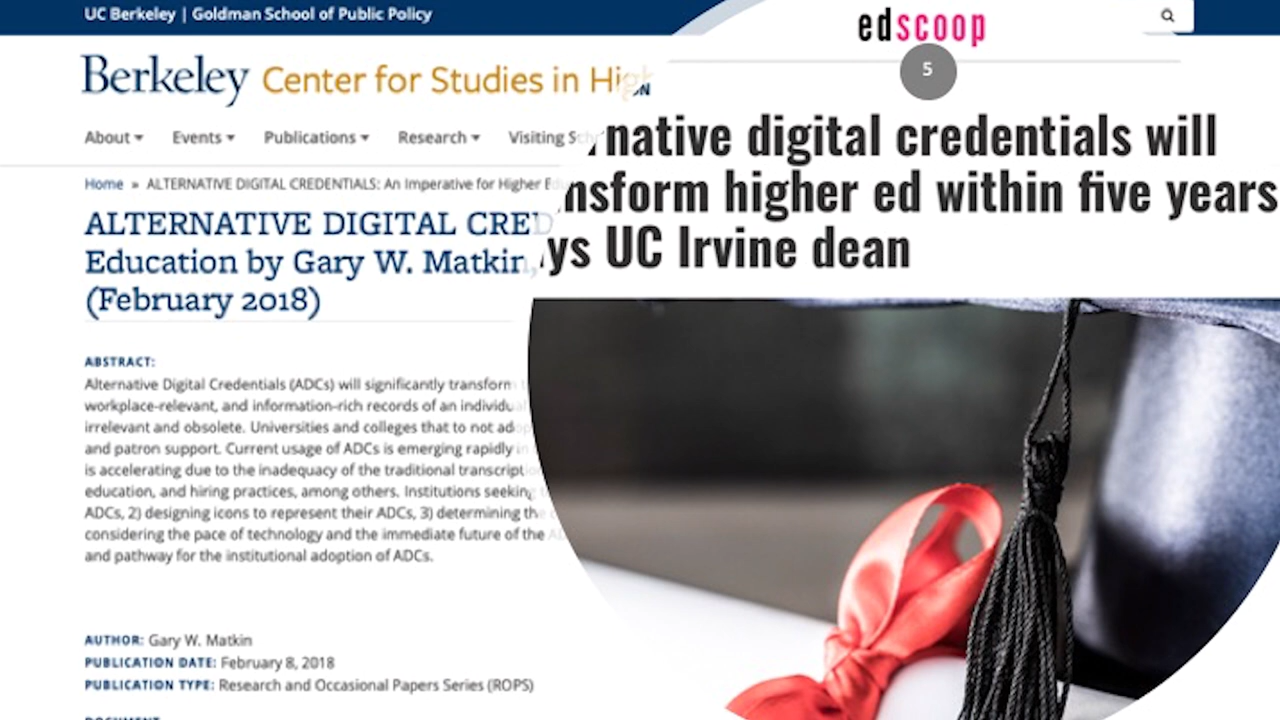 UC Berkeley | Goldman School of Public Policy
Berkeley Center for Studies in High
About Events Publications Research Visiting Sch
Home » ALTERNATIVE DIGITAL CREDENTIALS: An Imperative for Higher Ed
ALTERNATIVE DIGITAL CRED
Education by Gary W. Matkin,
(February 2018)
ABSTRACT:
Alternative Digital Credentials (ADCs) will significantly transform
workplace-relevant, and information-rich records of an individual
irrelevant and obsolete. Universities and colleges that to not adop
and patron support. Current usage of ADCs is emerging rapidly in
is accelerating due to the inadequacy of the traditional transcript
education, and hiring practices, among others. Institutions seeking
ADCs, 2) designing icons to represent their ADCs, 3) determining the
considering the pace of technology and the immediate future of the
and pathway for the institutional adoption of ADCs.
AUTHOR: Gary W. Matkin
PUBLICATION DATE: February 8, 2018
PUBLICATION TYPE: Research and Occasional Papers Series (ROPS)
DOCUMENT
edscoop
5
rnative digital credentials will
nsform higher ed within five years
ys UC Irvine dean